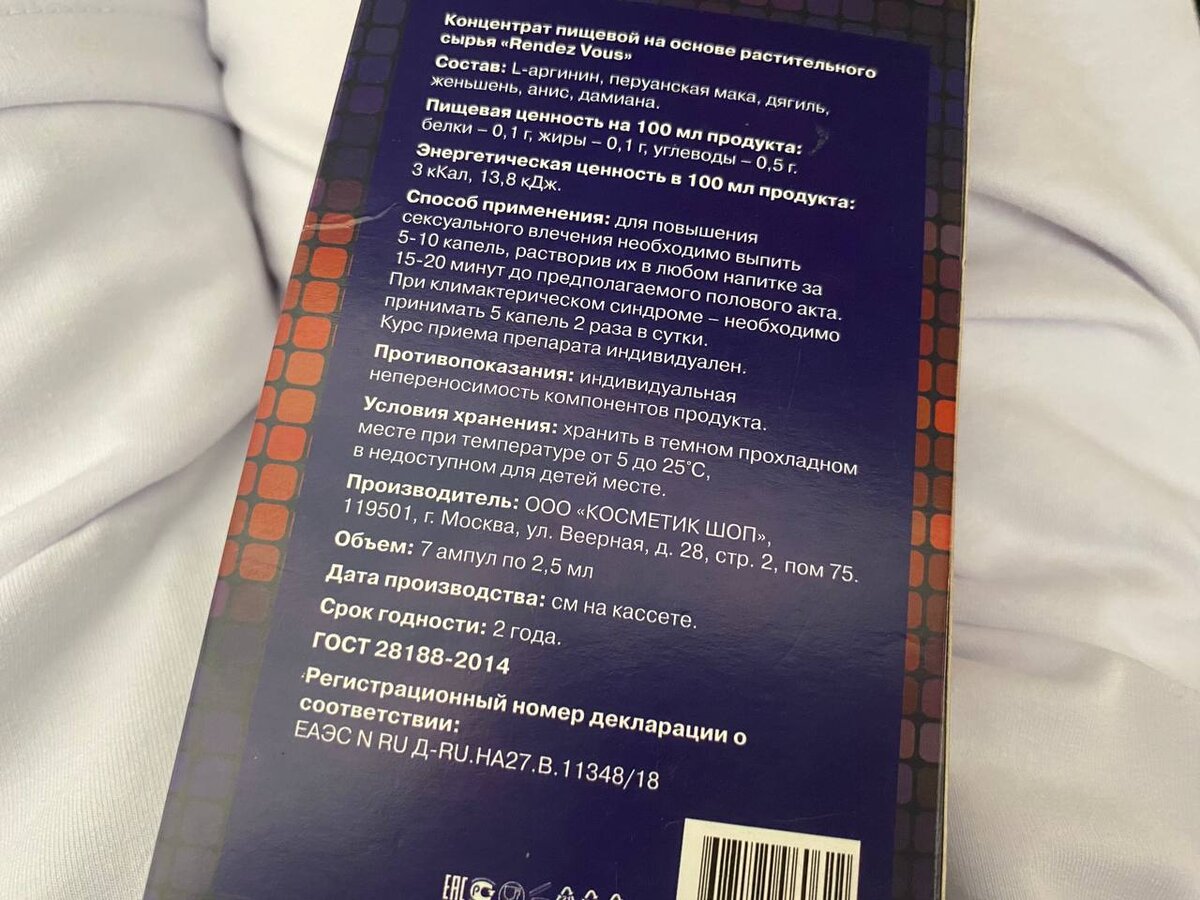 Концентрат пищевой на основе растительного
сырья «Rendez Vous»
Состав: L-аргинин, перуанская мака, дягиль,
женьшень, анис, дамиана.
Пищевая ценность на 100 мл продукта:
белки – 0,1 г, жиры – 0,1 г, углеводы – 0,5 г.
Энергетическая ценность в 100 мл продукта:
3 кКал, 13,8 кДж.
Способ применения: для повышения
сексуального влечения необходимо выпить
5-10 капель, растворив их в любом напитке за
15-20 минут до предполагаемого полового акта.
При климактерическом синдроме – необходимо
принимать 5 капель 2 раза в сутки.
Курс приема препарата индивидуален.
Противопоказания: индивидуальная
непереносимость компонентов продукта.
Условия хранения: хранить в темном прохладном
месте при температуре от 5 до 25°C,
в недоступном для детей месте.
Производитель: ООО «КОСМЕТИК ШОП»,
119501, г. Москва, ул. Веерная, д. 28, стр. 2, пом 75.
Объем: 7 ампул по 2,5 мл
Дата производства: см на кассете.
Срок годности: 2 года.
ГОСТ 28188-2014
Регистрационный номер декларации о
соответствии:
ЕАЭС N RU Д-RU.НА27.В.11348/18
ЕАС РС